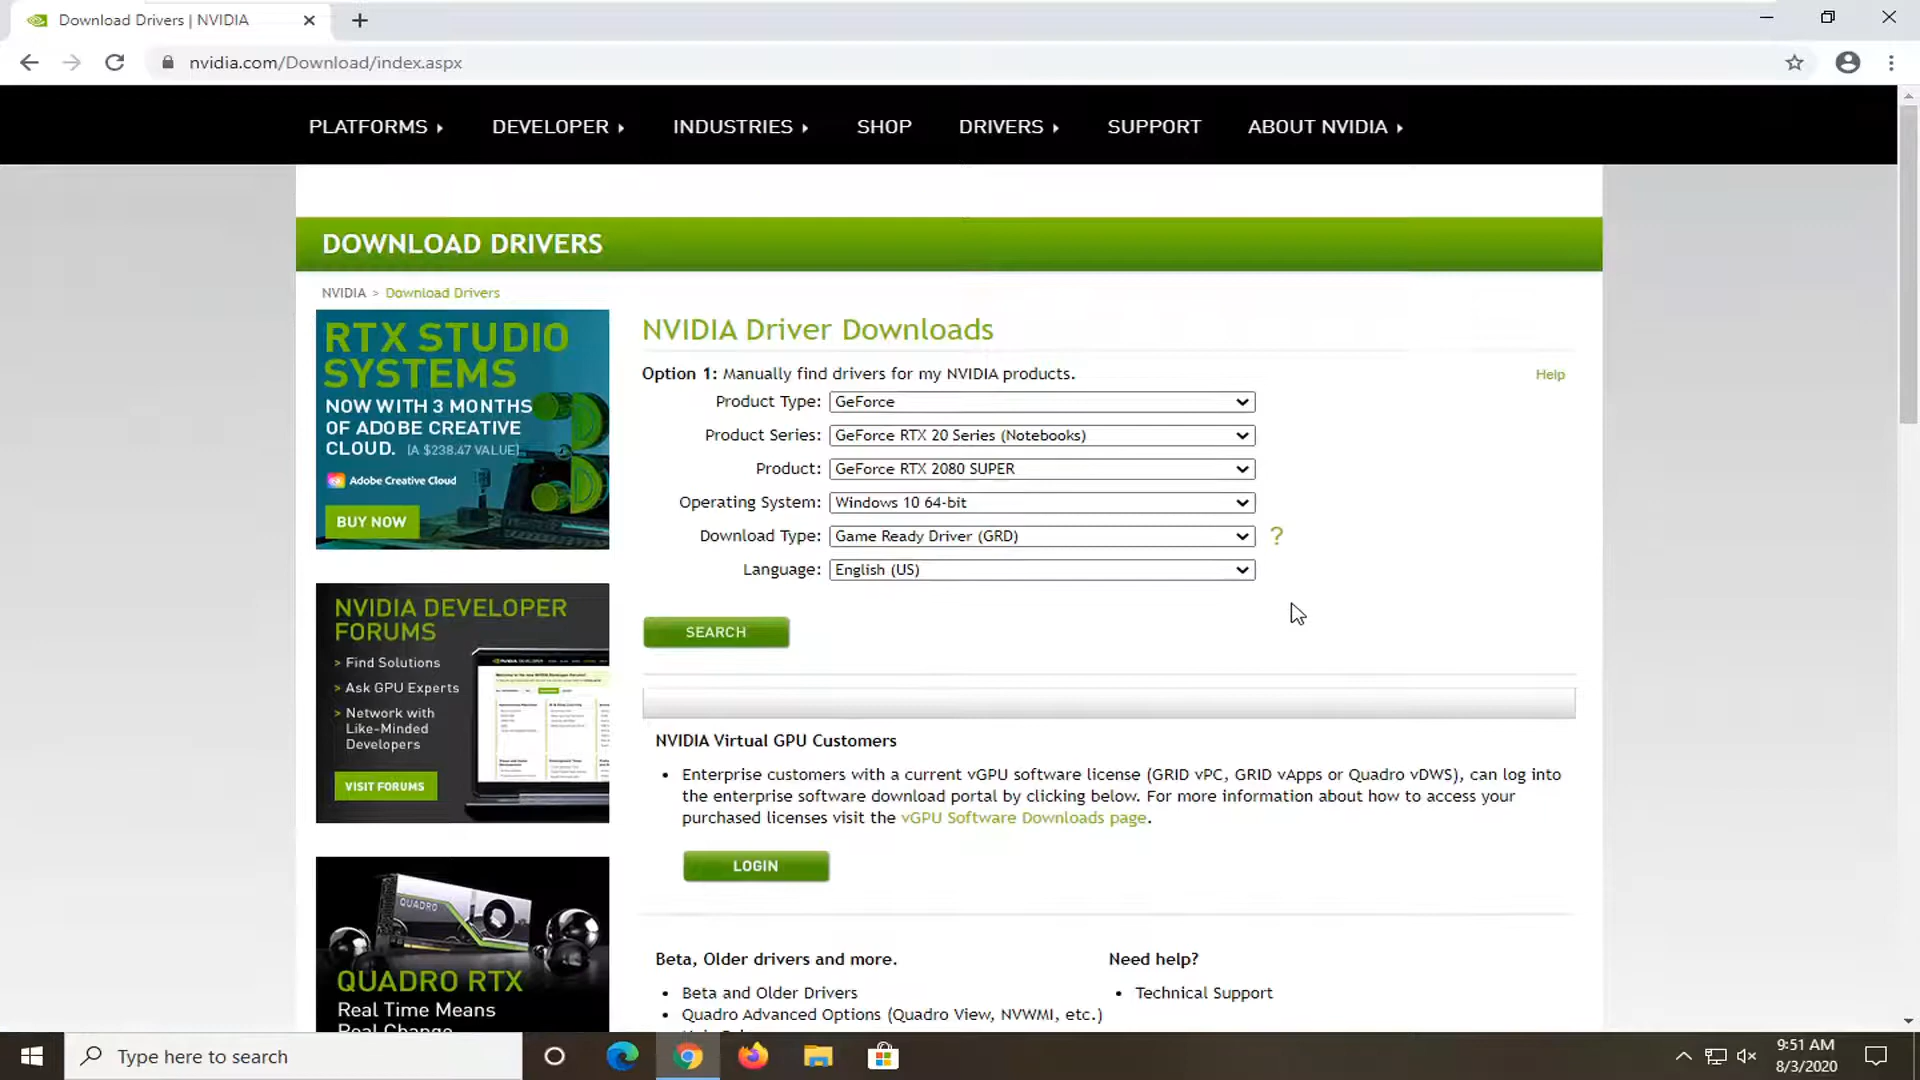 Download Drivers | NVIDIA
nvidia.com/Download/index.aspx
PLATFORMS DEVELOPER INDUSTRIES SHOP DRIVERS SUPPORT ABOUT NVIDIA
DOWNLOAD DRIVERS
NVIDIA > Download Drivers
RTX STUDIO
SYSTEMS
NOW WITH 3 MONTHS
OF ADOBE CREATIVE
CLOUD. (A $238.47 VALUE)
Adobe Creative Cloud
BUY NOW
NVIDIA DEVELOPER
FORUMS
> Find Solutions
> Ask GPU Experts
> Network with
Like-Minded
Developers
VISIT FORUMS
QUADRO
QUADRO RTX
Real Time Means
Real Change
NVIDIA Driver Downloads
Option 1: Manually find drivers for my NVIDIA products. Help
Product Type: GeForce
Product Series: GeForce RTX 20 Series (Notebooks)
Product: GeForce RTX 2080 SUPER
Operating System: Windows 10 64-bit
Download Type: Game Ready Driver (GRD) ?
Language: English (US)
SEARCH
NVIDIA Virtual GPU Customers
• Enterprise customers with a current vGPU software license (GRID vPC, GRID vApps or Quadro vDWS), can log into
the enterprise software download portal by clicking below. For more information about how to access your
purchased licenses visit the vGPU Software Downloads page.
LOGIN
Beta, Older drivers and more.
• Beta and Older Drivers
• Quadro Advanced Options (Quadro View, NVWMI, etc.)
Need help?
• Technical Support
Type here to search
9:51 AM
8/3/2020